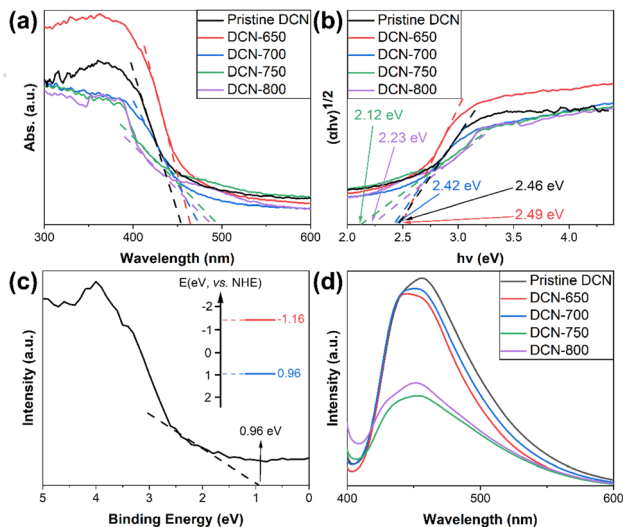 (a)
Pristine DCN
DCN-650
DCN-700
DCN-750
DCN-800
Abs. (a.u.)
300
400
500
600
Wavelength (nm)
(b)
Pristine DCN
DCN-650
DCN-700
DCN-750
DCN-800
(αhv)1/2
2.12 eV
2.23 eV
2.42 eV
2.46 eV
2.49 eV
2.0
2.5
3.0
3.5
4.0
hv (eV)
(c)
E(eV, vs. NHE)
-2
-1
0
1
2
-1.16
0.96
0.96 eV
Intensity (a.u.)
5
4
3
2
1
0
Binding Energy (eV)
(d)
Pristine DCN
DCN-650
DCN-700
DCN-750
DCN-800
Intensity (a.u.)
400
500
600
Wavelength (nm)